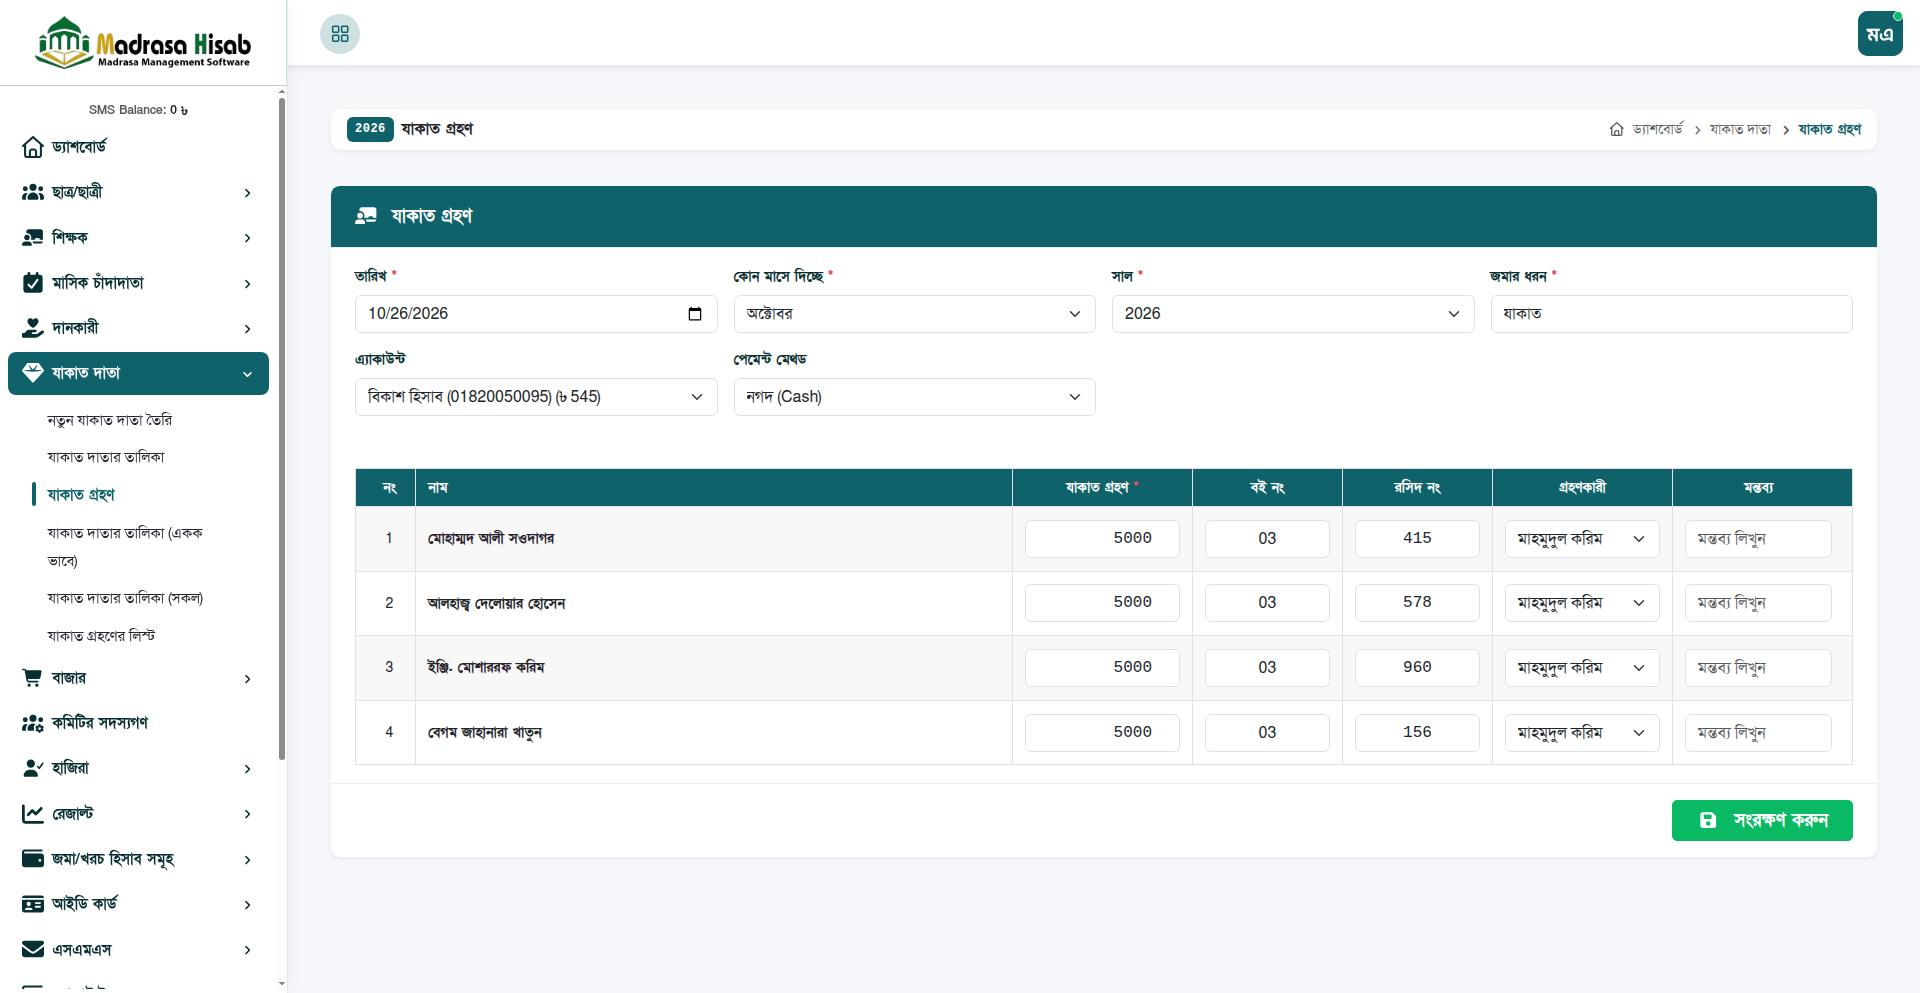 Madrasa Hisab
Madrasa Management Software
মএ
SMS Balance: 0 ৳
ড্যাশবোর্ড
ছাত্র/ছাত্রী
শিক্ষক
মাসিক চাঁদাদাতা
দানকারী
যাকাত দাতা
নতুন যাকাত দাতা তৈরি
যাকাত দাতার তালিকা
যাকাত গ্রহণ
যাকাত দাতার তালিকা (একক
ভাবে)
যাকাত দাতার তালিকা (সকল)
যাকাত গ্রহণের লিস্ট
বাজার
কমিটির সদস্যগণ
হাজিরা
রেজাল্ট
জমা/খরচ হিসাব সমূহ
আইডি কার্ড
এসএমএস
2026 যাকাত গ্রহণ
ড্যাশবোর্ড > যাকাত দাতা > যাকাত গ্রহণ
যাকাত গ্রহণ
তারিখ * কোন মাসে দিচ্ছে * সাল * জমার ধরন *
10/26/2026 অক্টোবর 2026 যাকাত
এ্যাকাউন্ট পেমেন্ট মেথড
বিকাশ হিসাব (01820050095) (৳ 545) নগদ (Cash)
নং নাম যাকাত গ্রহণ * বই নং রসিদ নং গ্রহণকারী মন্তব্য
1 মোহাম্মদ আলী সওদাগর 5000 03 415 মাহমুদুল করিম মন্তব্য লিখুন
2 আলহাজ্ব দেলোয়ার হোসেন 5000 03 578 মাহমুদুল করিম মন্তব্য লিখুন
3 ইঞ্জি. মোশাররফ করিম 5000 03 960 মাহমুদুল করিম মন্তব্য লিখুন
4 বেগম জাহানারা খাতুন 5000 03 156 মাহমুদুল করিম মন্তব্য লিখুন
সংরক্ষণ করুন